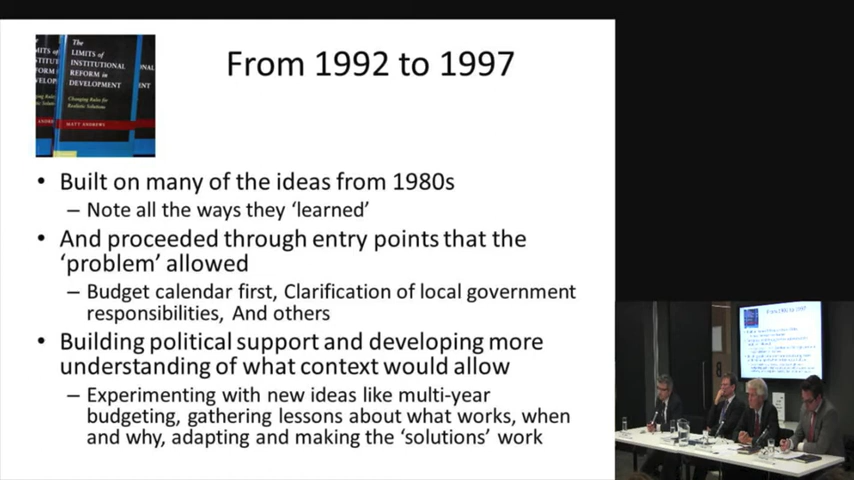 The
LIMITS of
INSTITUTIONAL
REFORM in
DEVELOPMENT
Changing Rules for
Realistic Solutions
MATT ANDREWS
From 1992 to 1997
• Built on many of the ideas from 1980s
– Note all the ways they ‘learned’
• And proceeded through entry points that the
‘problem’ allowed
– Budget calendar first, Clarification of local government
responsibilities, And others
• Building political support and developing more
understanding of what context would allow
– Experimenting with new ideas like multi-year
budgeting, gathering lessons about what works, when
and why, adapting and making the ‘solutions’ work
From 1992 to 1997